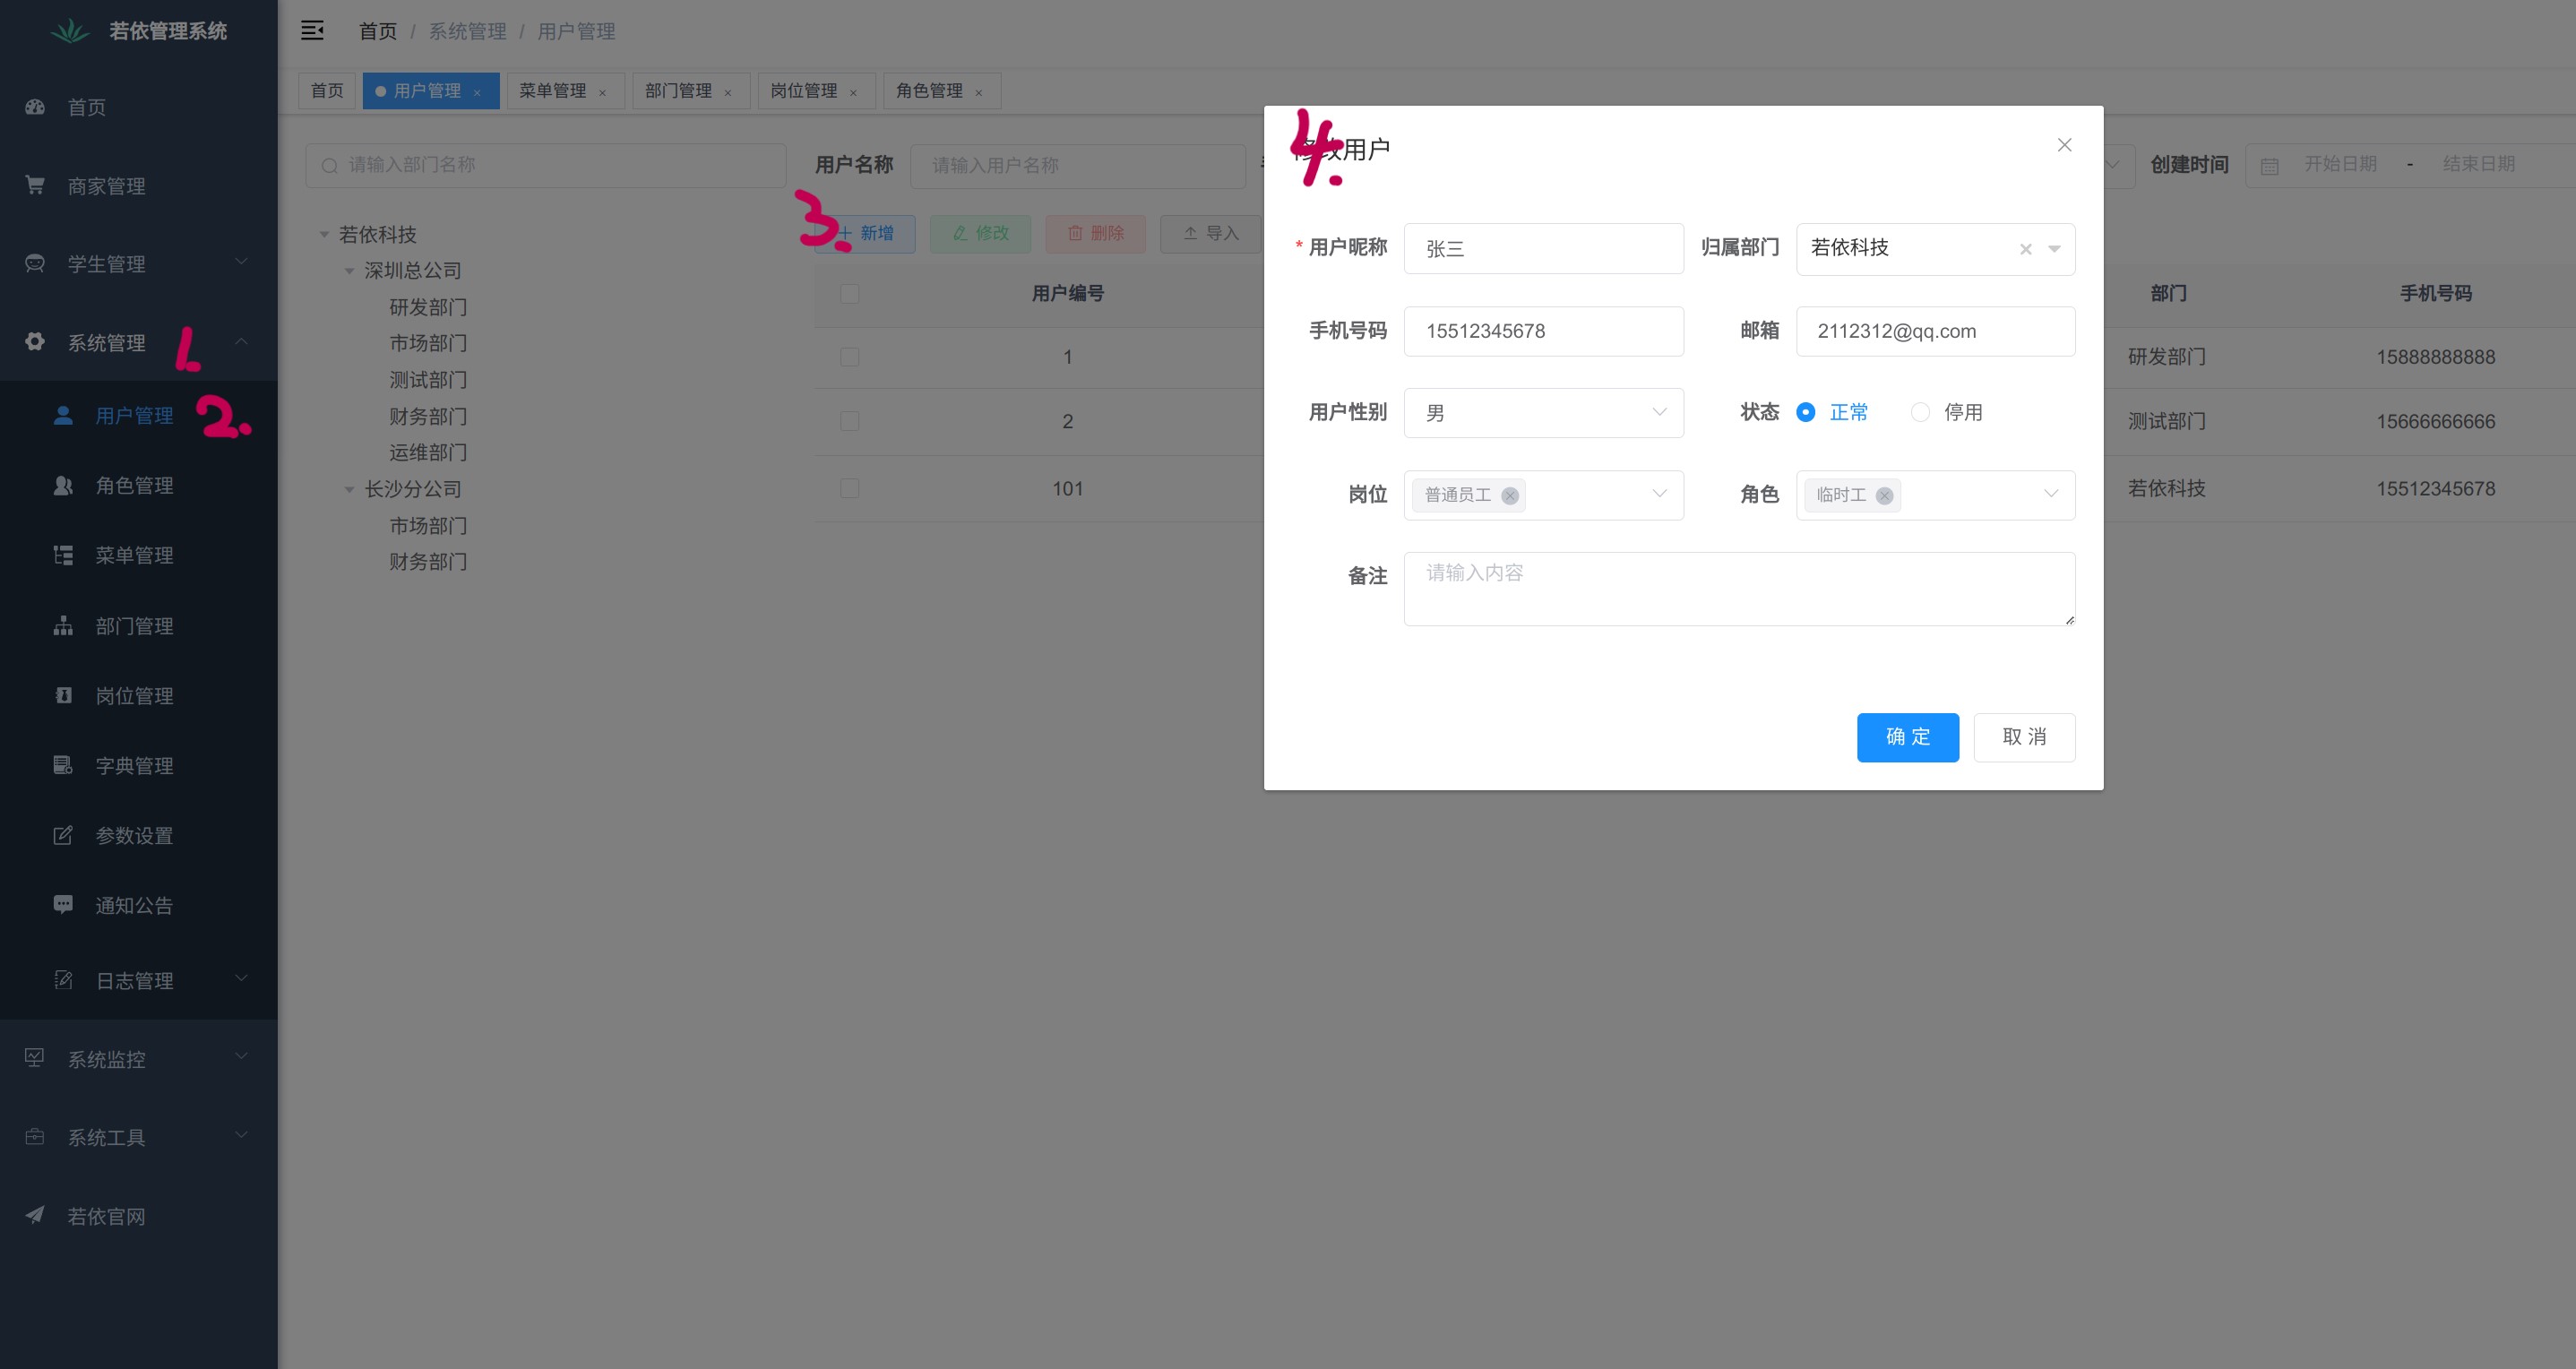 若依管理系统
首页 / 系统管理 / 用户管理
首页
用户管理 ×
菜单管理 ×
部门管理 ×
岗位管理 ×
角色管理 ×
首页
商家管理
学生管理
系统管理 1.
用户管理 2.
角色管理
菜单管理
部门管理
岗位管理
字典管理
参数设置
通知公告
日志管理
系统监控
系统工具
若依官网
请输入部门名称
若依科技
深圳总公司
研发部门
市场部门
测试部门
财务部门
运维部门
长沙分公司
市场部门
财务部门
用户名称 请输入用户名称
创建时间 开始日期 - 结束日期
3. + 新增 修改 删除 导入
用户编号 部门 手机号码
1 研发部门 15888888888
2 测试部门 15666666666
101 若依科技 15512345678
4.
修改用户
* 用户昵称 张三 归属部门 若依科技
手机号码 15512345678 邮箱 2112312@qq.com
用户性别 男 状态 正常 停用
岗位 普通员工 角色 临时工
备注 请输入内容
确 定 取 消